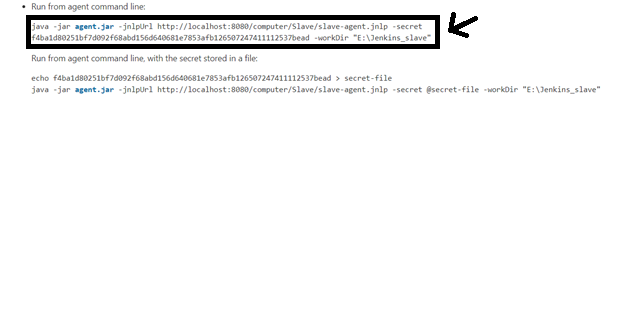 Run from agent command line:
java -jar agent.jar -jnlpUrl http://localhost:8080/computer/Slave/slave-agent.jnlp -secret
f4ba1d80251bf7d092f68abd156d640681e7853afb126507247411112537bead -workDir "E:\Jenkins_slave"
Run from agent command line, with the secret stored in a file:
echo f4ba1d80251bf7d092f68abd156d640681e7853afb126507247411112537bead > secret-file
java -jar agent.jar -jnlpUrl http://localhost:8080/computer/Slave/slave-agent.jnlp -secret @secret-file -workDir "E:\Jenkins_slave"